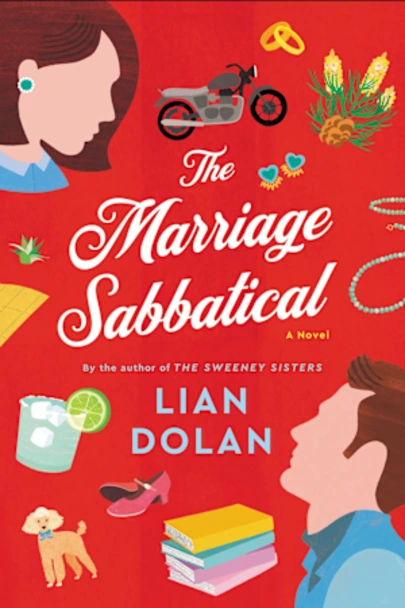 The
Marriage
Sabbatical
A Novel
By the author of THE SWEENEY SISTERS
LIAN
DOLAN